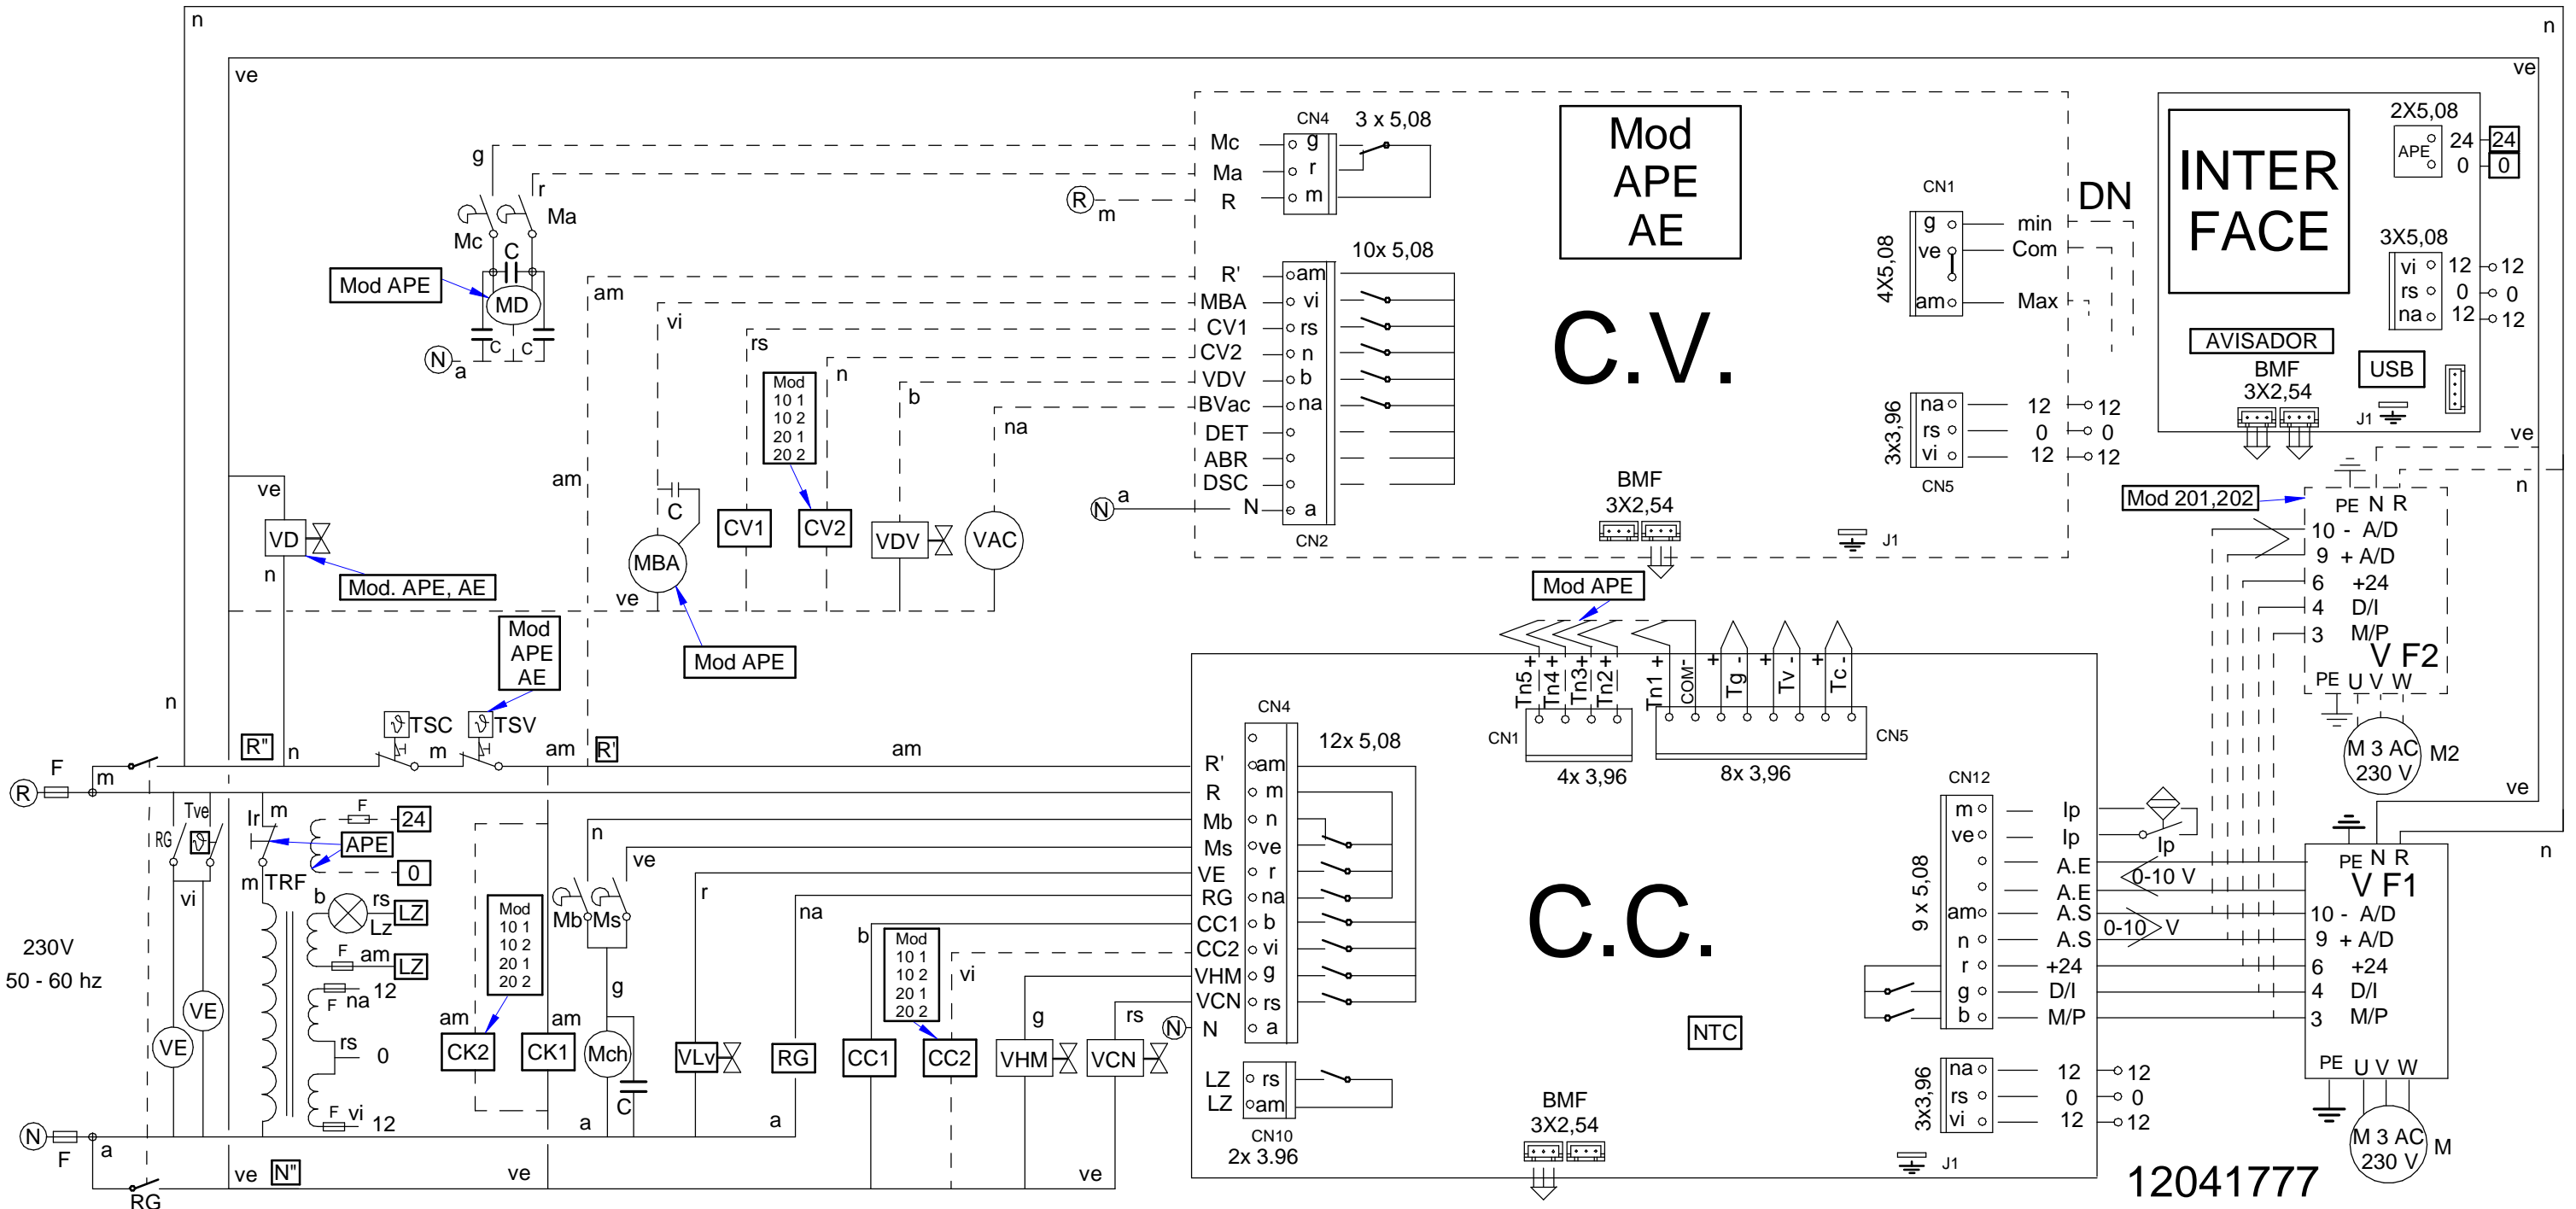 n
n
ve
ve
g
r
Ma
Mc
C
MD
C
C
Mod APE
N
a
R
m
Mc
Ma
R
CN4
3 x 5,08
g
r
m
Mod
APE
AE
C.V.
10x 5,08
R'
MBA
CV1
CV2
VDV
BVac
DET
ABR
DSC
N
am
vi
rs
n
b
na
a
CN2
N
a
am
vi
rs
n
b
na
Mod
10 1
10 2
20 1
20 2
am
C
MBA
CV1
CV2
VDV
VAC
ve
Mod APE
ve
VD
n
Mod. APE, AE
CN1
4X5,08
g
ve
am
min
Com
Max
DN
3x3,96
na
rs
vi
12
0
12
12
0
12
CN5
BMF
3X2,54
J1
INTER
FACE
2X5,08
APE
24
0
24
0
3X5,08
vi
rs
na
12
0
12
12
0
12
AVISADOR
BMF
3X2,54
USB
J1
ve
n
Mod 201,202
PE N R
10 - A/D
9 + A/D
6 +24
4 D/I
3 M/P
V F2
PE U V W
M 3 AC
230 V
M2
ve
n
Mod
APE
AE
TSC
TSV
n
R"
n
m
am
R'
am
F
R
m
RG
Tve
vi
VE
VE
Ir
m
m
TRF
F
24
APE
0
b
rs
LZ
Lz
F
am
LZ
F
na
12
rs
0
F
vi
12
230V
50 - 60 hz
N
F
a
RG
ve
N"
ve
Mod
10 1
10 2
20 1
20 2
am
am
CK2
CK1
n
ve
Mb
Ms
g
Mch
C
a
r
VLv
na
RG
a
b
CC1
Mod
10 1
10 2
20 1
20 2
vi
CC2
g
VHM
rs
VCN
ve
N
Mod APE
Tn5 +
Tn4 +
Tn3+
Tn2+
Tn1 +
COM-
+ Tg -
+ Tv -
+ Tc -
CN1
4x 3,96
8x 3,96
CN5
CN4
12x 5,08
R'
R
Mb
Ms
VE
RG
CC1
CC2
VHM
VCN
N
am
m
n
ve
r
na
b
vi
g
rs
a
LZ
LZ
rs
am
CN10
2x 3.96
C.C.
NTC
BMF
3X2,54
J1
CN12
9 x 5,08
m
ve
am
n
r
g
b
Ip
Ip
A.E
A.E
A.S
A.S
+24
D/I
M/P
Ip
0-10 V
0-10 V
3x3,96
na
rs
vi
12
0
12
12
0
12
PE N R
V F1
10 - A/D
9 + A/D
6 +24
4 D/I
3 M/P
PE U V W
M 3 AC
230 V
M
12041777